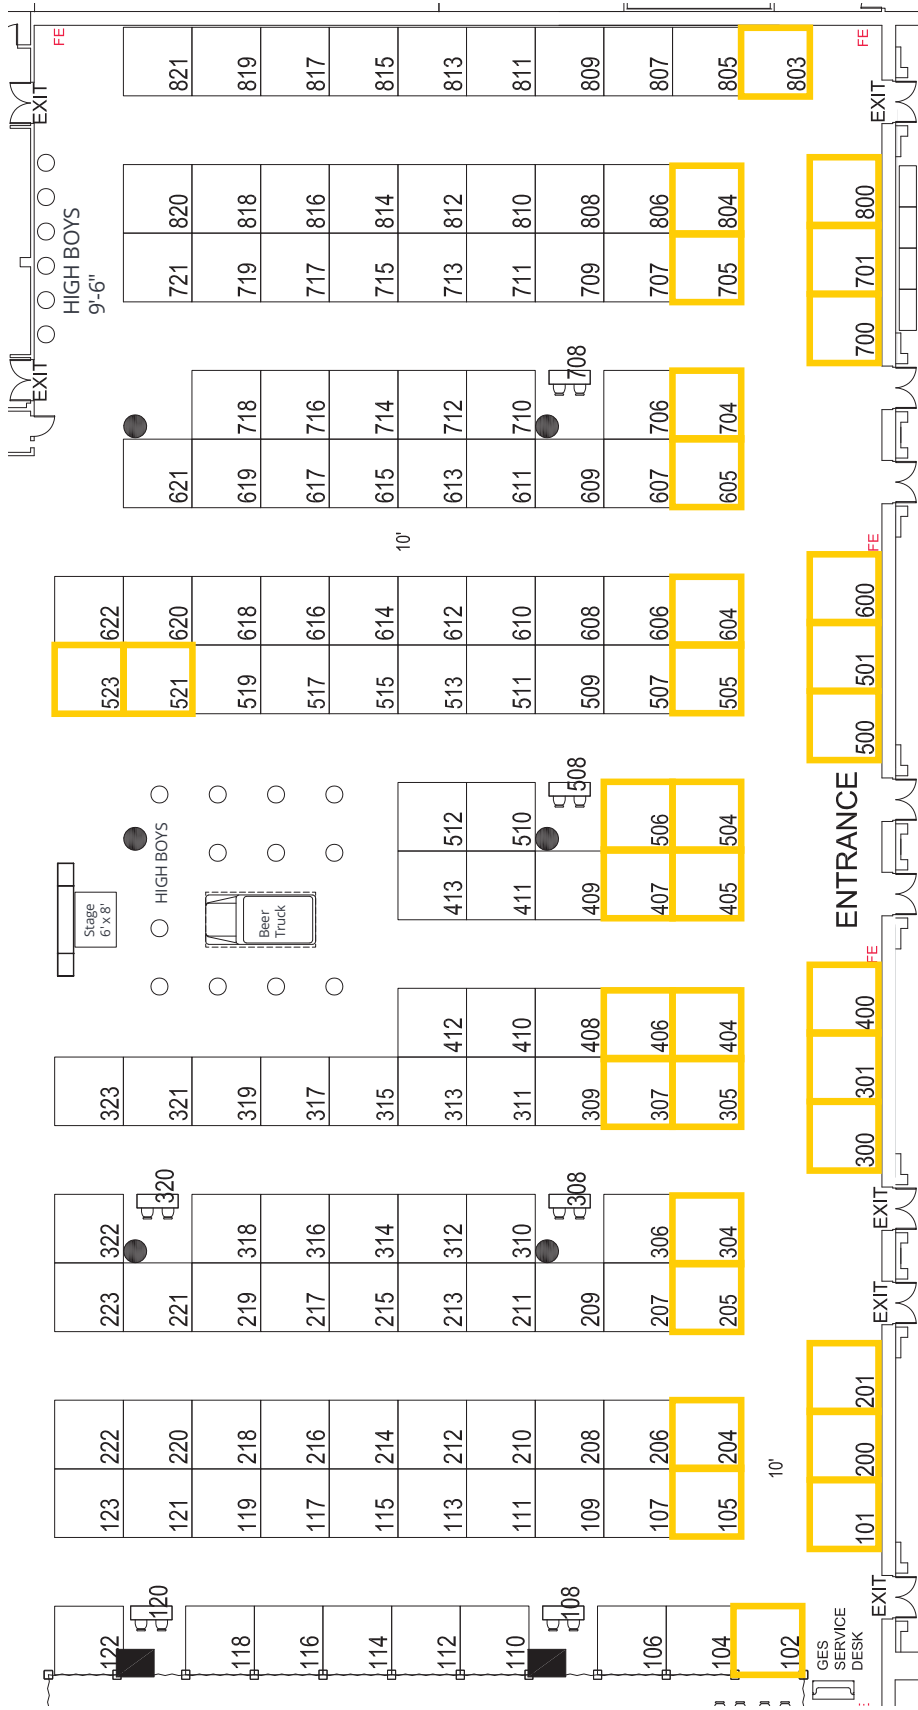 FE
FE
821 819 817 815 813 811 809 807 805 803
EXIT
EXIT
820 818 816 814 812 810 808 806 804 800
HIGH BOYS
9'-6"
721 719 717 715 713 711 709 707 705 701
700
EXIT
708
718 716 714 712 710 706 704
621 619 617 615 613 611 609 607 605
10'
FE
622 620 618 616 614 612 610 608 606 604 600
523 521 519 517 515 513 511 509 507 505 501
500
508
512 510 506 504
HIGH BOYS
ENTRANCE
413 411 409 407 405
Stage
6' x 8'
Beer
Truck
FE
412 410 408 406 404 400
323 321 319 317 315 313 311 309 307 305 301
300
320 308
EXIT
322 318 316 314 312 310 306 304
223 221 219 217 215 213 211 209 207 205
EXIT
201
222 220 218 216 214 212 210 208 206 204 200
10'
123 121 119 117 115 113 111 109 107 105 101
120 108
EXIT
122 118 116 114 112 110 106 104 102
GES
SERVICE
DESK